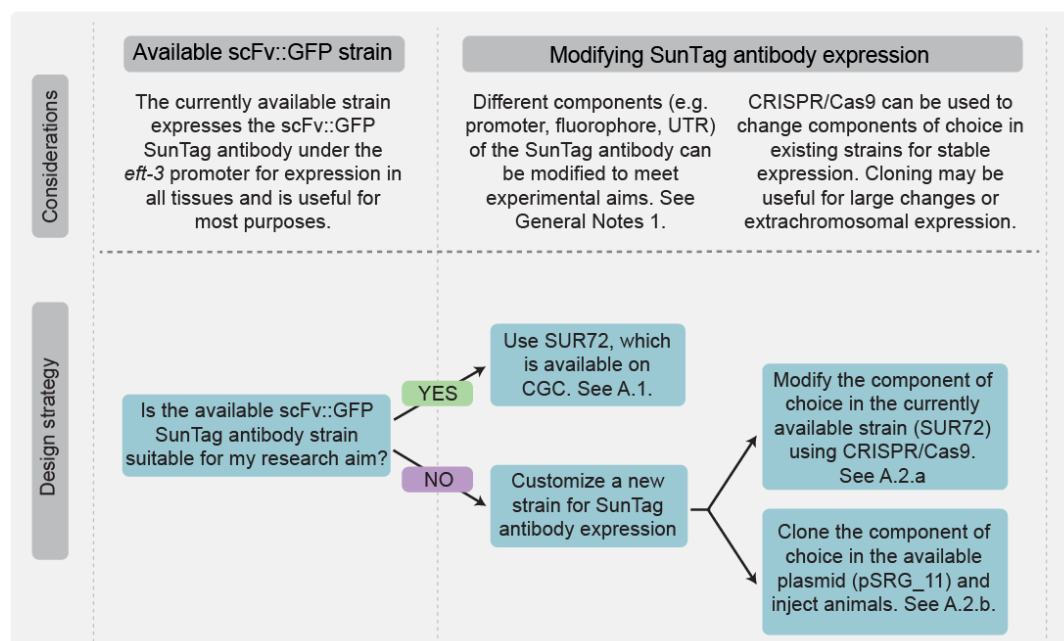 Available scFv::GFP strain
Modifying SunTag antibody expression
Considerations
The currently available strain
expresses the scFv::GFP
SunTag antibody under the
eft-3 promoter for expression in
all tissues and is useful for
most purposes.
Different components (e.g.
promoter, fluorophore, UTR)
of the SunTag antibody can
be modified to meet
experimental aims. See
General Notes 1.
CRISPR/Cas9 can be used to
change components of choice in
existing strains for stable
expression. Cloning may be
useful for large changes or
extrachromosomal expression.
Design strategy
Is the available scFv::GFP
SunTag antibody strain
suitable for my research aim?
YES
Use SUR72, which
is available on
CGC. See A.1.
NO
Customize a new
strain for SunTag
antibody expression
Modify the component of
choice in the currently
available strain (SUR72)
using CRISPR/Cas9.
See A.2.a
Clone the component of
choice in the available
plasmid (pSRG_11) and
inject animals. See A.2.b.